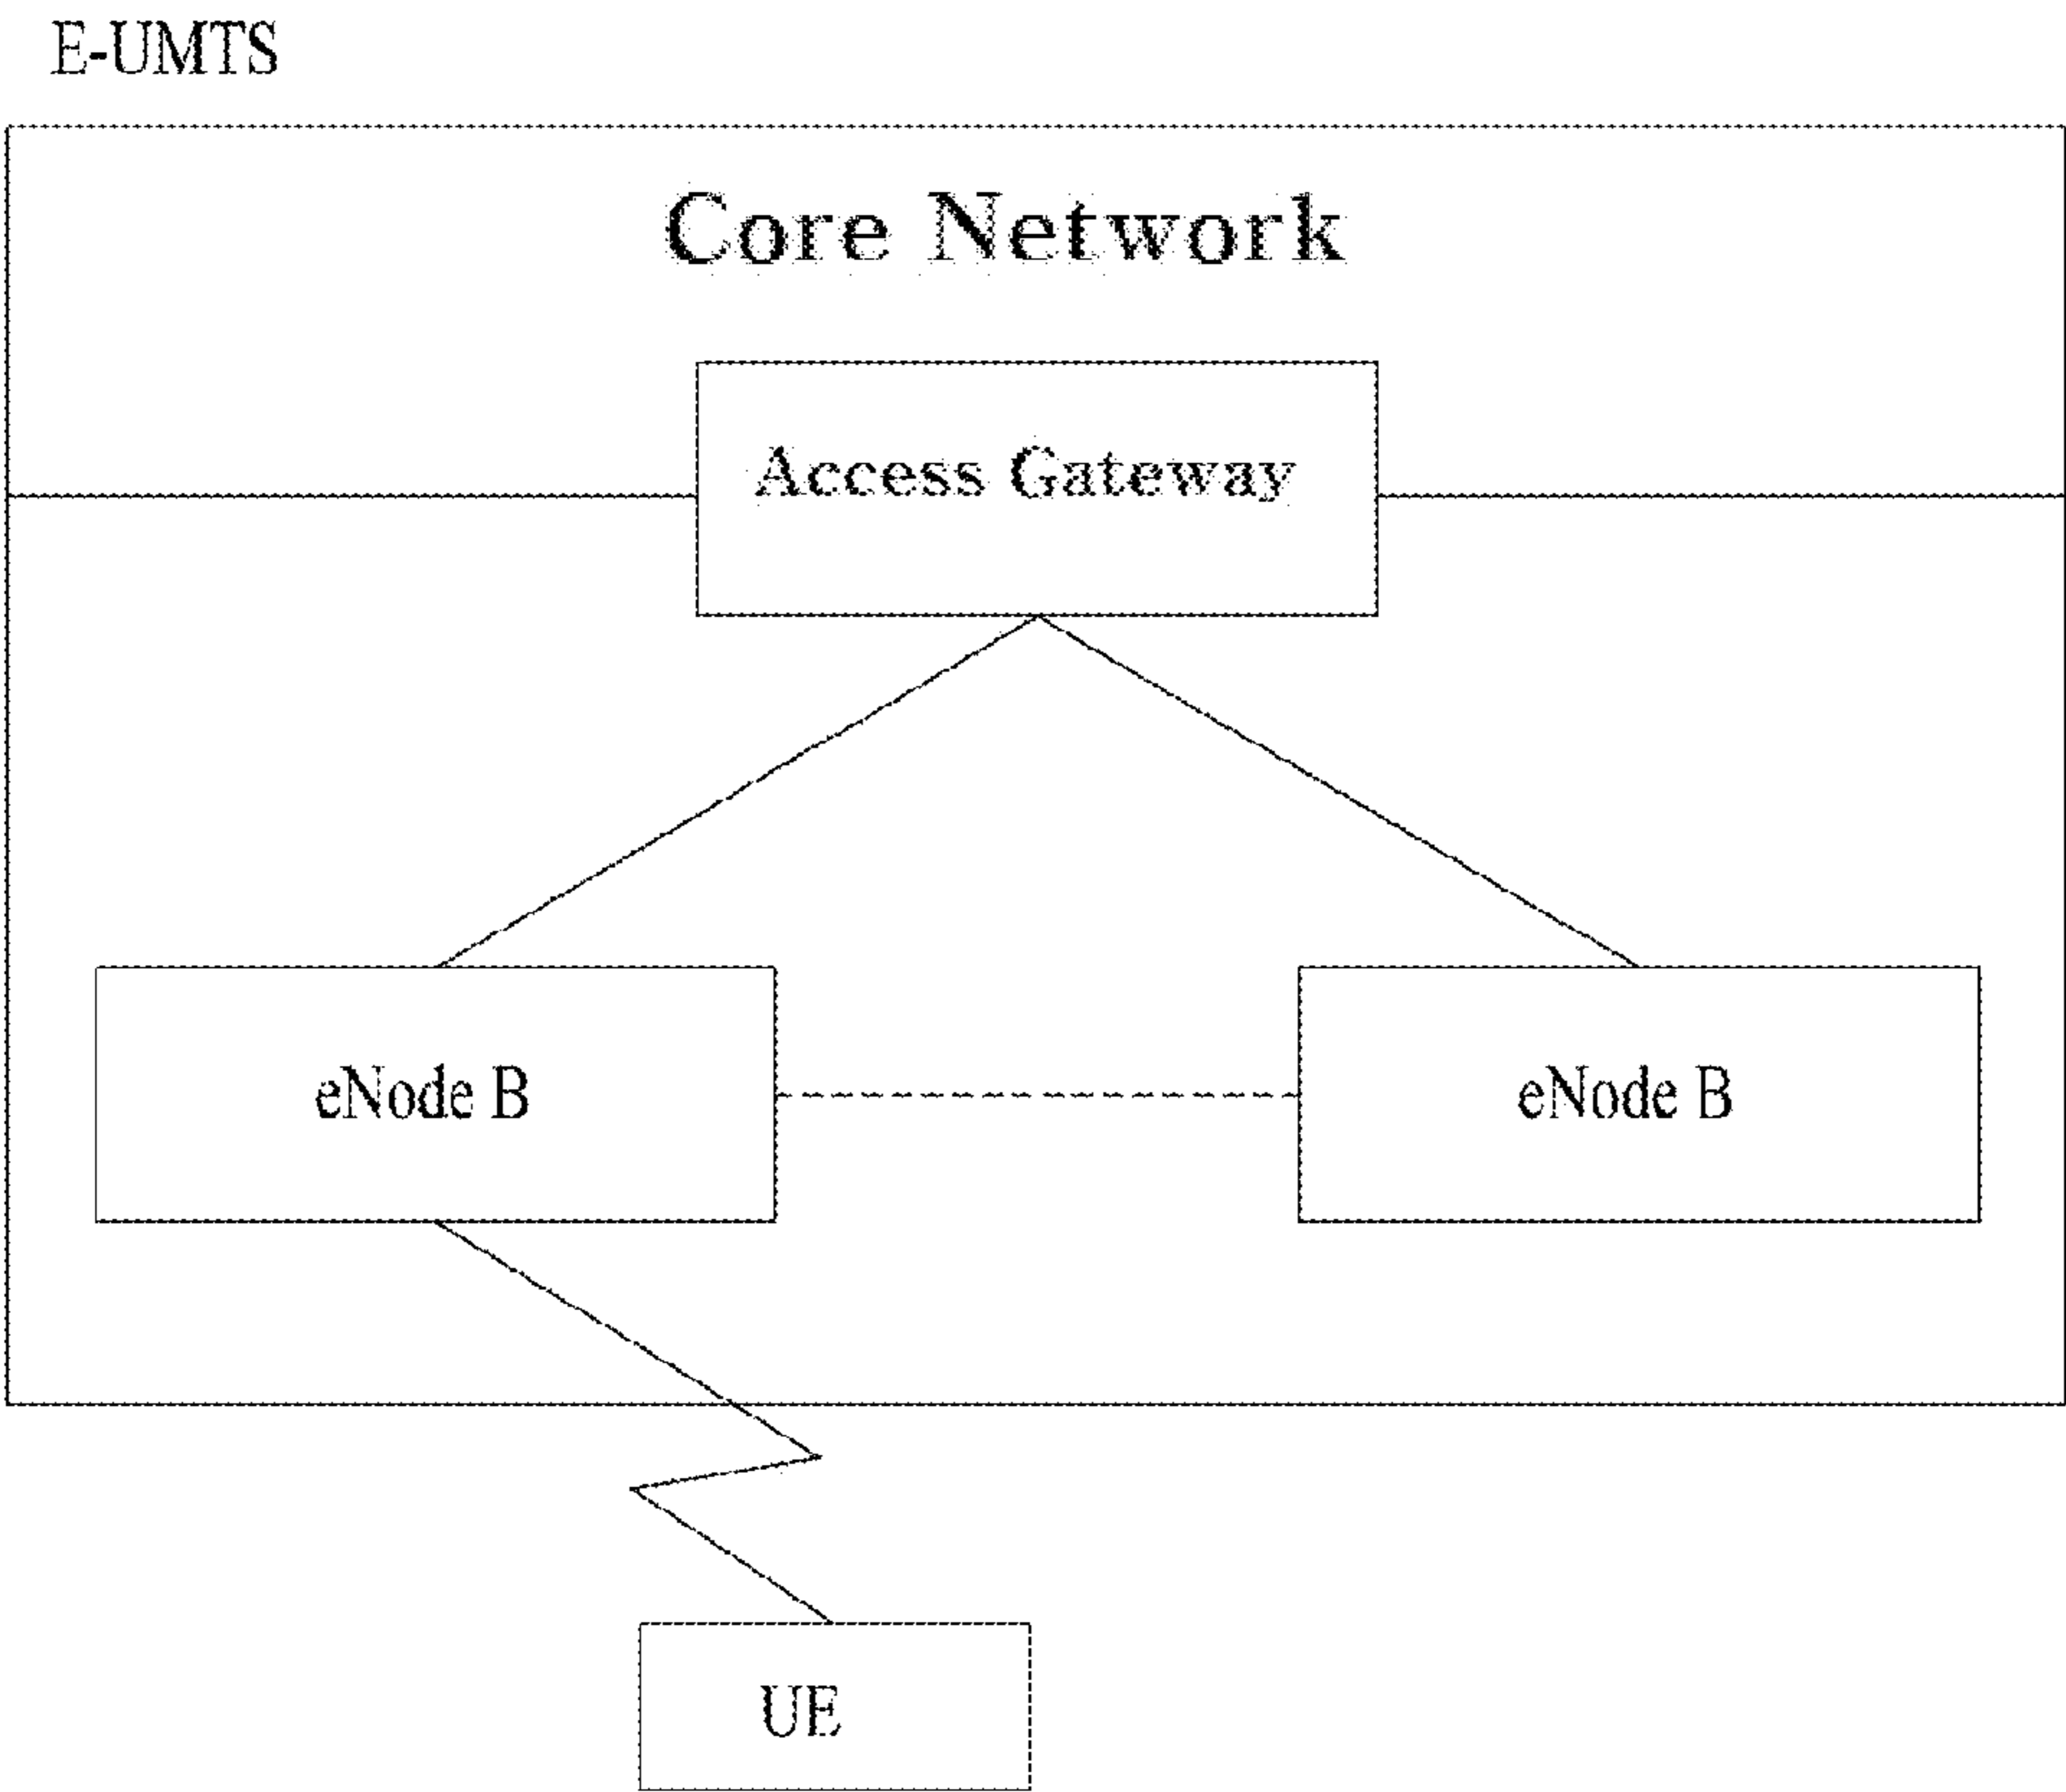 E-UMTS
Core Network
Access Gateway
eNode B
eNode B
UE